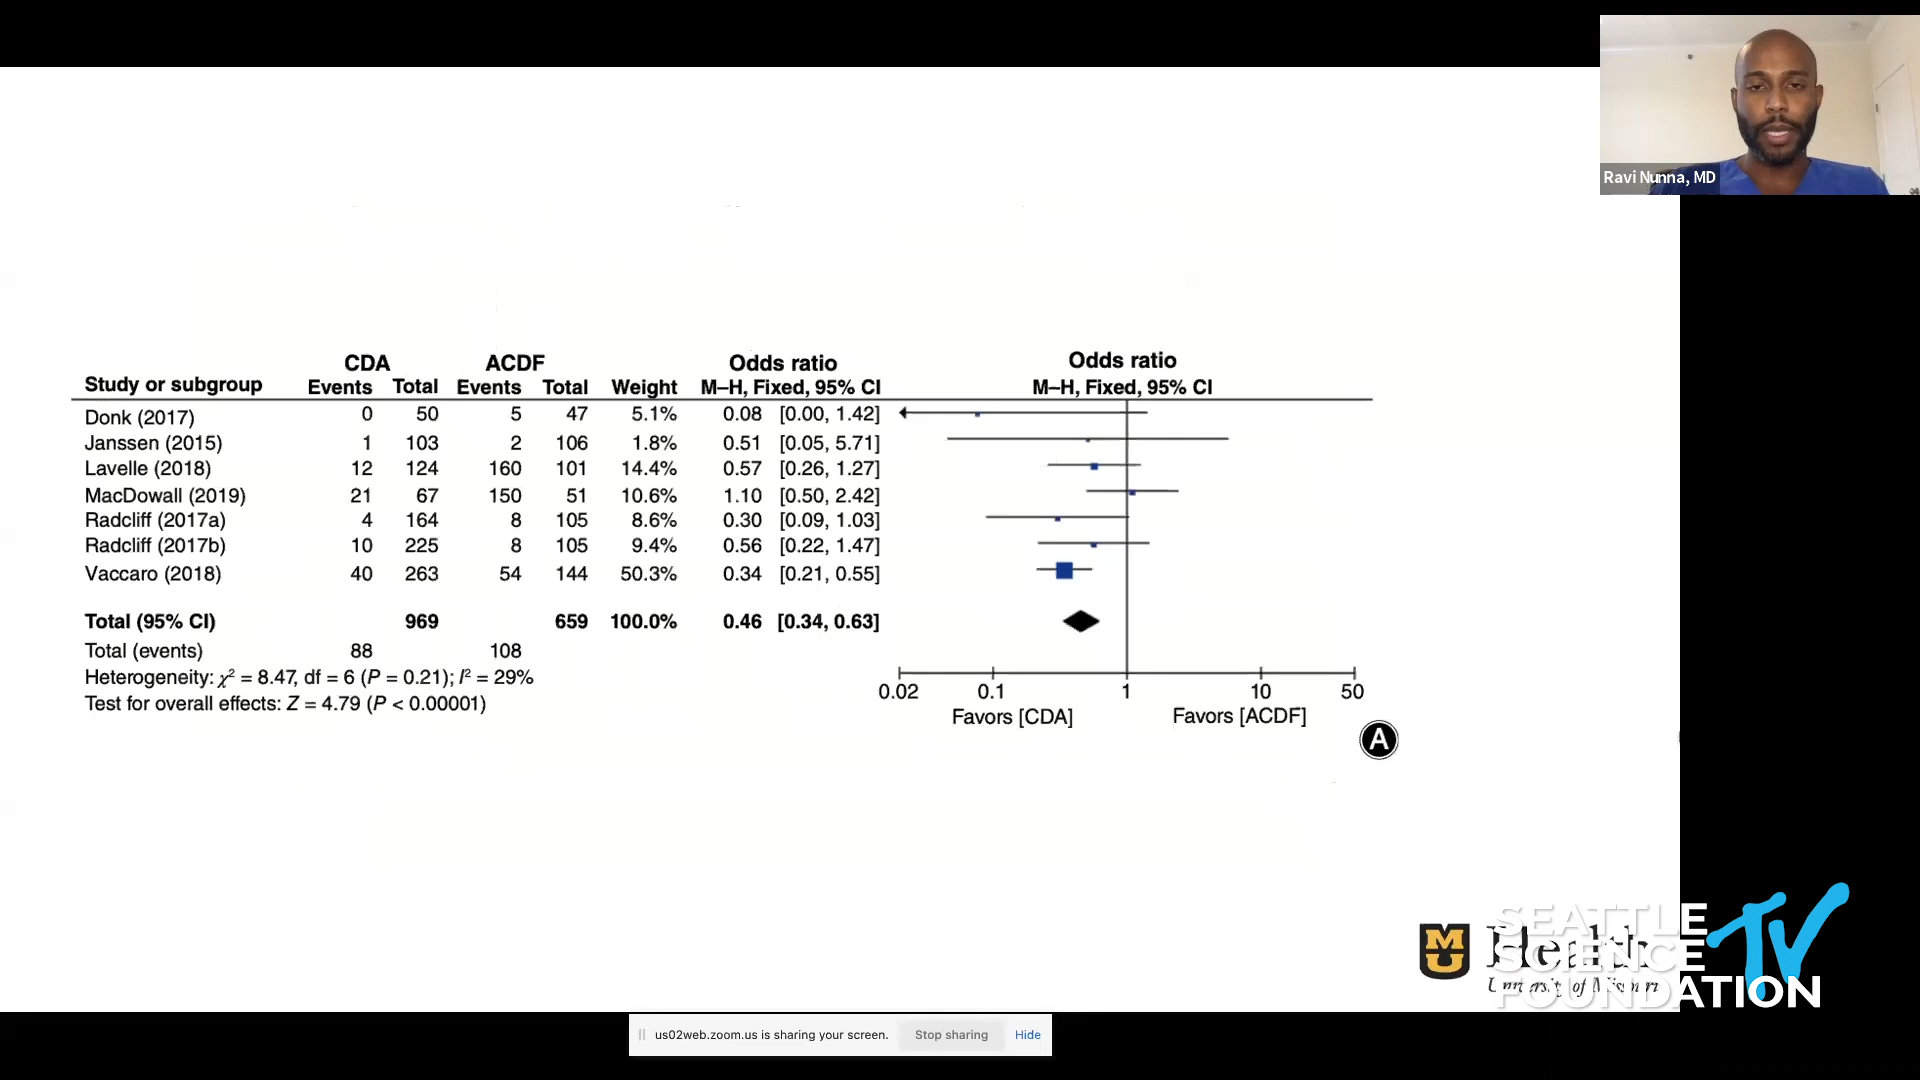 Ravi Nunna, MD
CDA ACDF Odds ratio Odds ratio
Study or subgroup Events Total Events Total Weight M–H, Fixed, 95% CI M–H, Fixed, 95% CI
Donk (2017) 0 50 5 47 5.1% 0.08 [0.00, 1.42]
Janssen (2015) 1 103 2 106 1.8% 0.51 [0.05, 5.71]
Lavelle (2018) 12 124 160 101 14.4% 0.57 [0.26, 1.27]
MacDowall (2019) 21 67 150 51 10.6% 1.10 [0.50, 2.42]
Radcliff (2017a) 4 164 8 105 8.6% 0.30 [0.09, 1.03]
Radcliff (2017b) 10 225 8 105 9.4% 0.56 [0.22, 1.47]
Vaccaro (2018) 40 263 54 144 50.3% 0.34 [0.21, 0.55]
Total (95% CI) 969 659 100.0% 0.46 [0.34, 0.63]
Total (events) 88 108
Heterogeneity: χ² = 8.47, df = 6 (P = 0.21); I² = 29%
Test for overall effects: Z = 4.79 (P < 0.00001)
0.02 0.1 1 10 50
Favors [CDA] Favors [ACDF]
A
MU Health
University of Missouri
SEATTLE
SCIENCE
FOUNDATION
TV
us02web.zoom.us is sharing your screen. Stop sharing Hide